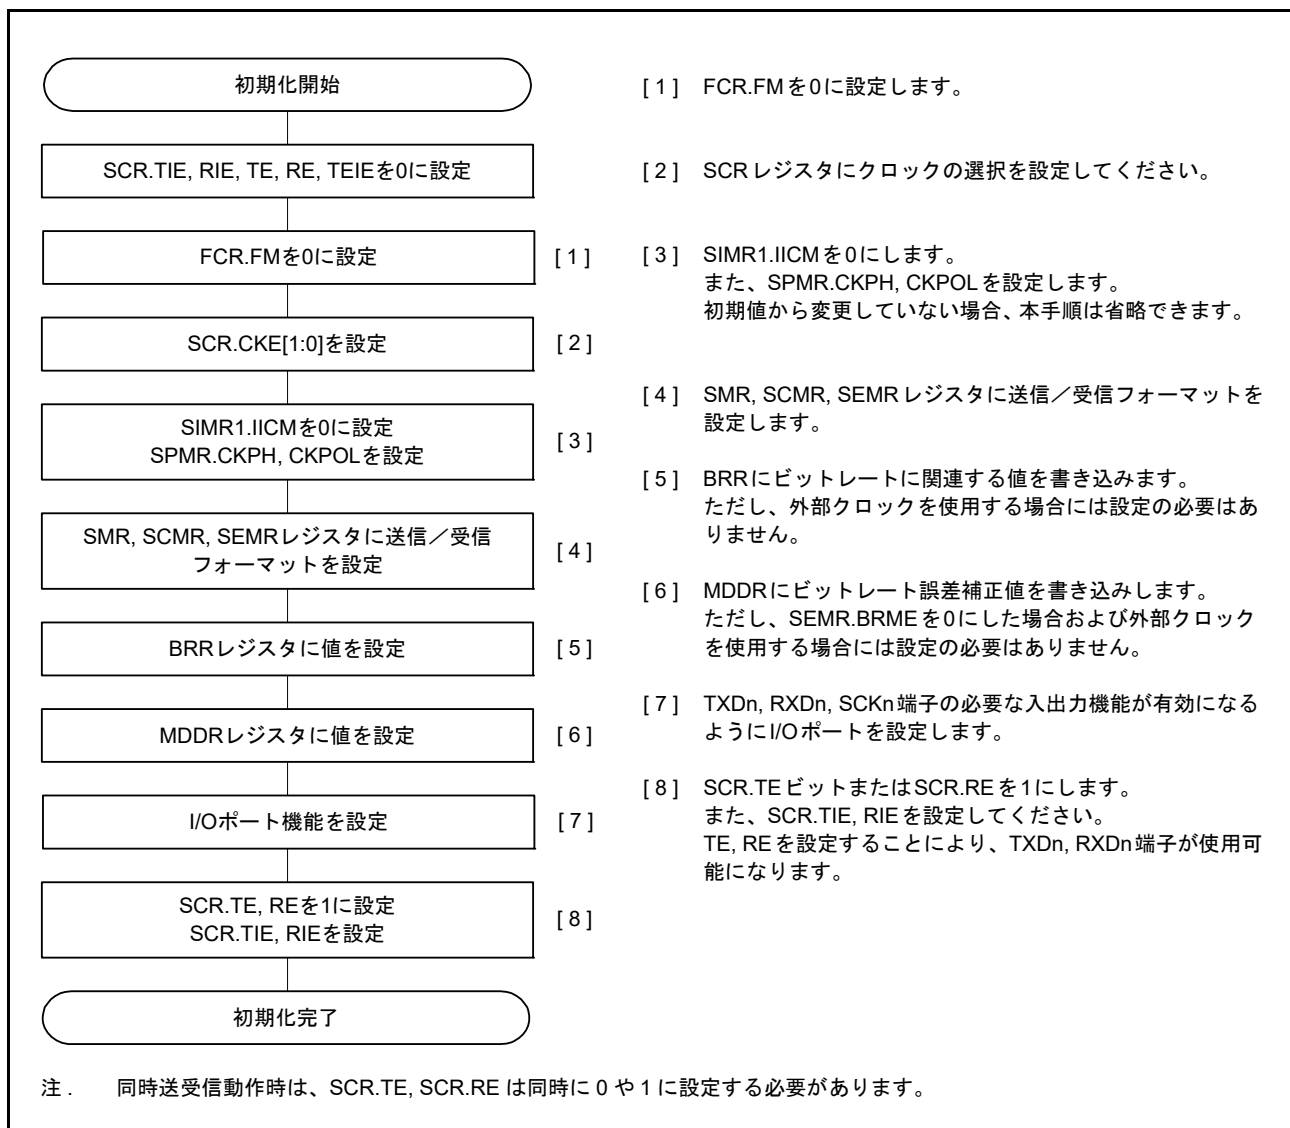 初期化開始
SCR.TIE, RIE, TE, RE, TEIEを0に設定
FCR.FMを0に設定
[ 1 ]
SCR.CKE[1:0]を設定
[ 2 ]
SIMR1.IICMを0に設定
SPMR.CKPH, CKPOLを設定
[ 3 ]
SMR, SCMR, SEMRレジスタに送信／受信
フォーマットを設定
[ 4 ]
BRRレジスタに値を設定
[ 5 ]
MDDRレジスタに値を設定
[ 6 ]
I/Oポート機能を設定
[ 7 ]
SCR.TE, REを1に設定
SCR.TIE, RIEを設定
[ 8 ]
初期化完了
[ 1 ] FCR.FMを0に設定します。
[ 2 ] SCRレジスタにクロックの選択を設定してください。
[ 3 ] SIMR1.IICMを0にします。
また、SPMR.CKPH, CKPOLを設定します。
初期値から変更していない場合、本手順は省略できます。
[ 4 ] SMR, SCMR, SEMRレジスタに送信／受信フォーマットを
設定します。
[ 5 ] BRRにビットレートに関連する値を書き込みます。
ただし、外部クロックを使用する場合には設定の必要はあ
りません。
[ 6 ] MDDRにビットレート誤差補正値を書き込みします。
ただし、SEMR.BRMEを0にした場合および外部クロック
を使用する場合には設定の必要はありません。
[ 7 ] TXDn, RXDn, SCKn端子の必要な入出力機能が有効になる
ようにI/Oポートを設定します。
[ 8 ] SCR.TEビットまたはSCR.REを1にします。
また、SCR.TIE, RIEを設定してください。
TE, REを設定することにより、TXDn, RXDn端子が使用可
能になります。
注 . 同時送受信動作時は、SCR.TE, SCR.RE は同時に 0 や 1 に設定する必要があります。